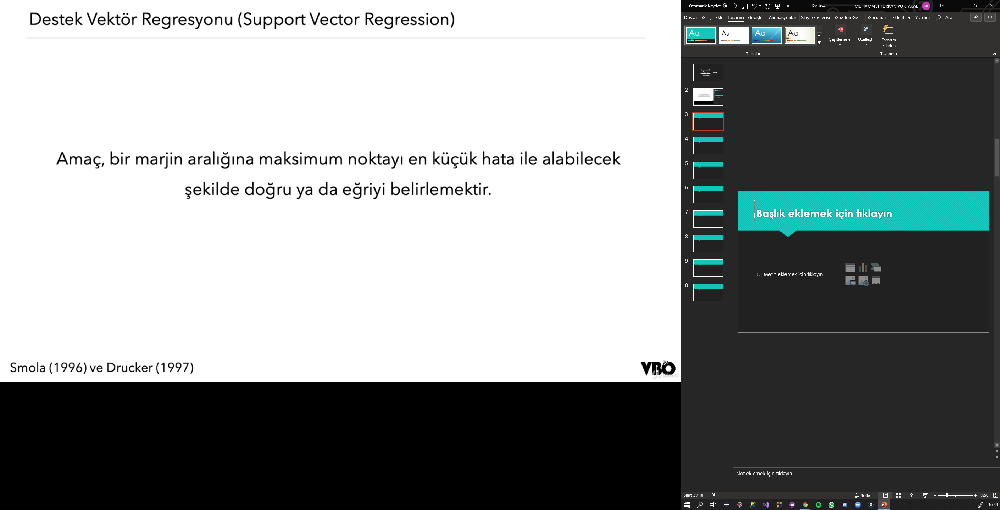 Destek Vektör Regresyonu (Support Vector Regression)
Amaç, bir marjin aralığına maksimum noktayı en küçük hata ile alabilecek
şekilde doğru ya da eğriyi belirlemektir.
Smola (1996) ve Drucker (1997)
VBO
Udemy
Otomatik Kaydet
Deste...
MUHAMMET FURKAN PORTAKAL
MF
Dosya Giriş Ekle Tasarım Geçişler Animasyonlar Slayt Gösterisi Gözden Geçir Görünüm Eklentiler Yardım Ara
Aa Aa Aa Aa
Çeşitlemeler
Özelleştir
Tasarım
Fikirleri
Temalar
Tasarımcı
1
2
3
4
5
6
7
8
9
10
Başlık eklemek için tıklayın
Metin eklemek için tıklayın
Not eklemek için tıklayın
Slayt 3 / 10
Notlar
%56
16:49